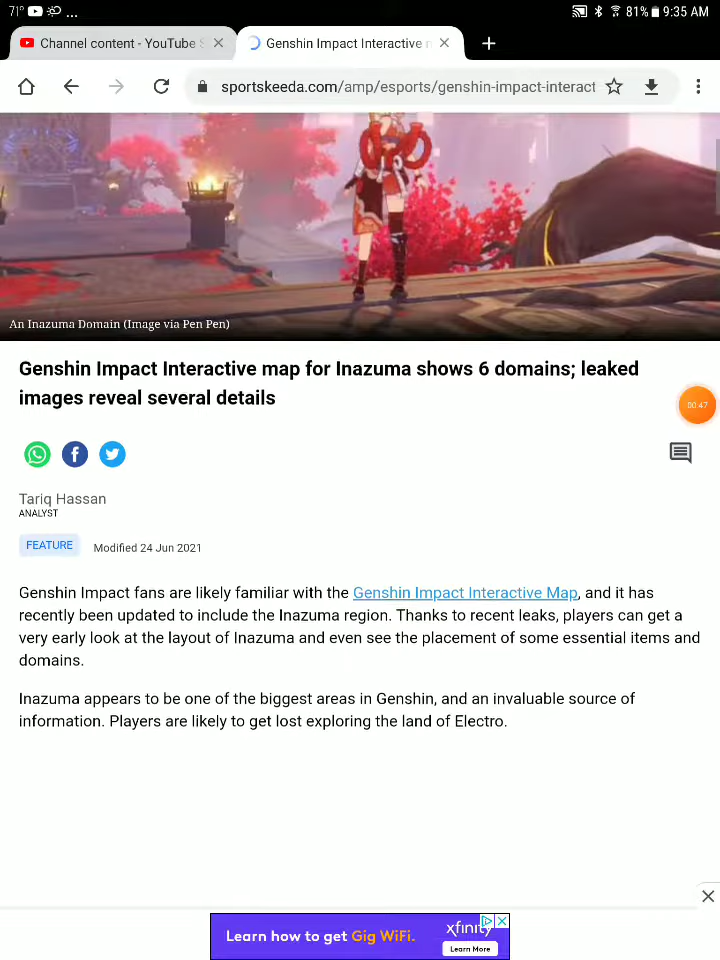 71° ...
81% 9:35 AM
Channel content - YouTube S
Genshin Impact Interactive m
sportskeeda.com/amp/esports/genshin-impact-interact
An Inazuma Domain (Image via Pen Pen)
Genshin Impact Interactive map for Inazuma shows 6 domains; leaked
images reveal several details
00:47
Tariq Hassan
ANALYST
FEATURE Modified 24 Jun 2021
Genshin Impact fans are likely familiar with the Genshin Impact Interactive Map, and it has
recently been updated to include the Inazuma region. Thanks to recent leaks, players can get a
very early look at the layout of Inazuma and even see the placement of some essential items and
domains.
Inazuma appears to be one of the biggest areas in Genshin, and an invaluable source of
information. Players are likely to get lost exploring the land of Electro.
Learn how to get Gig WiFi.
xfinity
Learn More